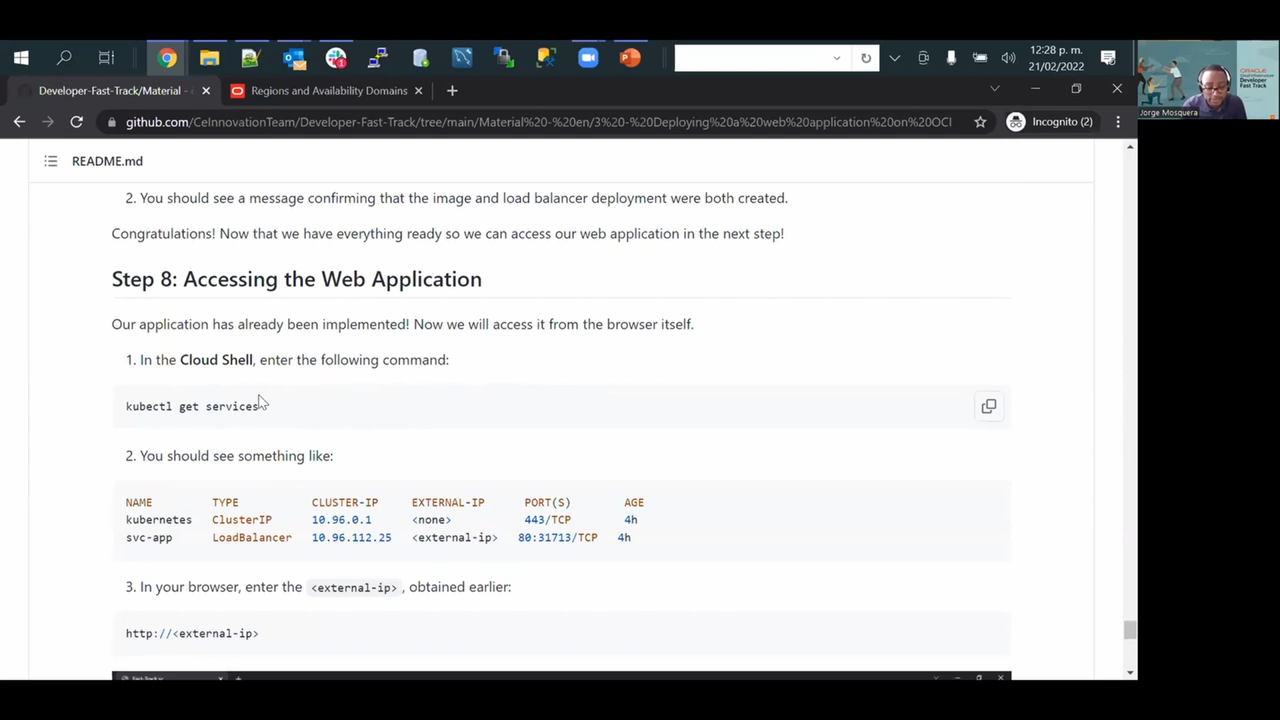 12:28 p. m.
21/02/2022
ORACLE
Developer
Fast Track
Jorge Mosquera
Developer-Fast-Track/Material -
Regions and Availability Domains
github.com/CeInnovationTeam/Developer-Fast-Track/tree/main/Material%20-%20en/3%20-%20Deploying%20a%20web%20application%20on%20OCI
Incognito (2)
README.md
2. You should see a message confirming that the image and load balancer deployment were both created.
Congratulations! Now that we have everything ready so we can access our web application in the next step!
Step 8: Accessing the Web Application
Our application has already been implemented! Now we will access it from the browser itself.
1. In the Cloud Shell, enter the following command:
kubectl get services
2. You should see something like:
NAME TYPE CLUSTER-IP EXTERNAL-IP PORT(S) AGE
kubernetes ClusterIP 10.96.0.1 <none> 443/TCP 4h
svc-app LoadBalancer 10.96.112.25 <external-ip> 80:31713/TCP 4h
3. In your browser, enter the <external-ip> , obtained earlier:
http://<external-ip>